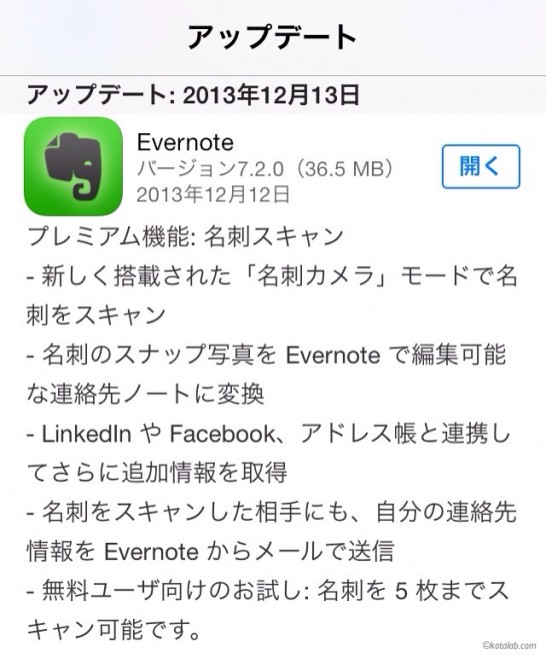 アップデート
アップデート: 2013年12月13日
Evernote
バージョン7.2.0（36.5 MB）
2013年12月12日
開く
プレミアム機能: 名刺スキャン
- 新しく搭載された「名刺カメラ」モードで名
刺をスキャン
- 名刺のスナップ写真を Evernote で編集可能
な連絡先ノートに変換
- LinkedIn や Facebook、アドレス帳と連携し
てさらに追加情報を取得
- 名刺をスキャンした相手にも、自分の連絡先
情報を Evernote からメールで送信
- 無料ユーザ向けのお試し: 名刺を 5 枚までス
キャン可能です。
©kotalab.com